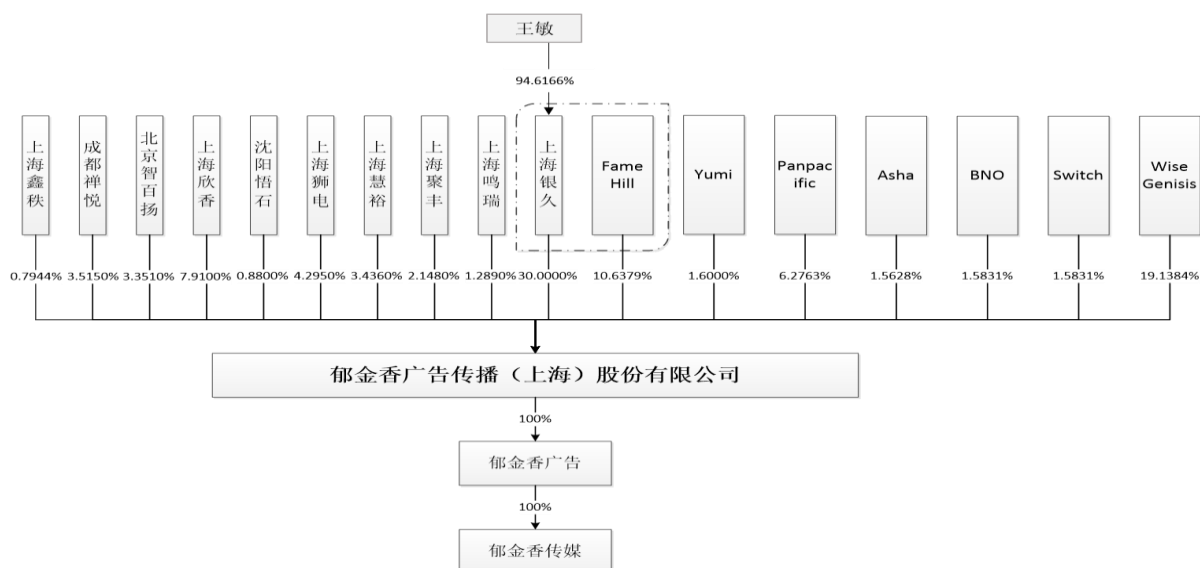 王敏
94.6166%
上海鑫秩
成都禅悦
北京智百扬
上海欣香
沈阳悟石
上海狮电
上海慧裕
上海聚丰
上海鸣瑞
上海银久
Fame
Hill
Yumi
Panpac
ific
Asha
BNO
Switch
Wise
Genisis
0.7944%
3.5150%
3.3510%
7.9100%
0.8800%
4.2950%
3.4360%
2.1480%
1.2890%
30.0000%
10.6379%
1.6000%
6.2763%
1.5628%
1.5831%
1.5831%
19.1384%
郁金香广告传播（上海）股份有限公司
100%
郁金香广告
100%
郁金香传媒